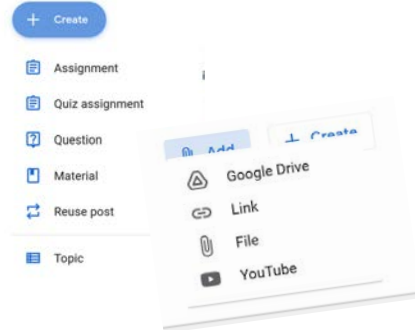 + Create
Assignment
Quiz assignment
Question
Material
Reuse post
Topic
Add
+ Create
Google Drive
Link
File
YouTube